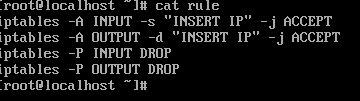 [root@localhost ~]# cat rule
iptables -A INPUT -s "INSERT IP" -j ACCEPT
iptables -A OUTPUT -d "INSERT IP" -j ACCEPT
iptables -P INPUT DROP
iptables -P OUTPUT DROP
[root@localhost ~]#